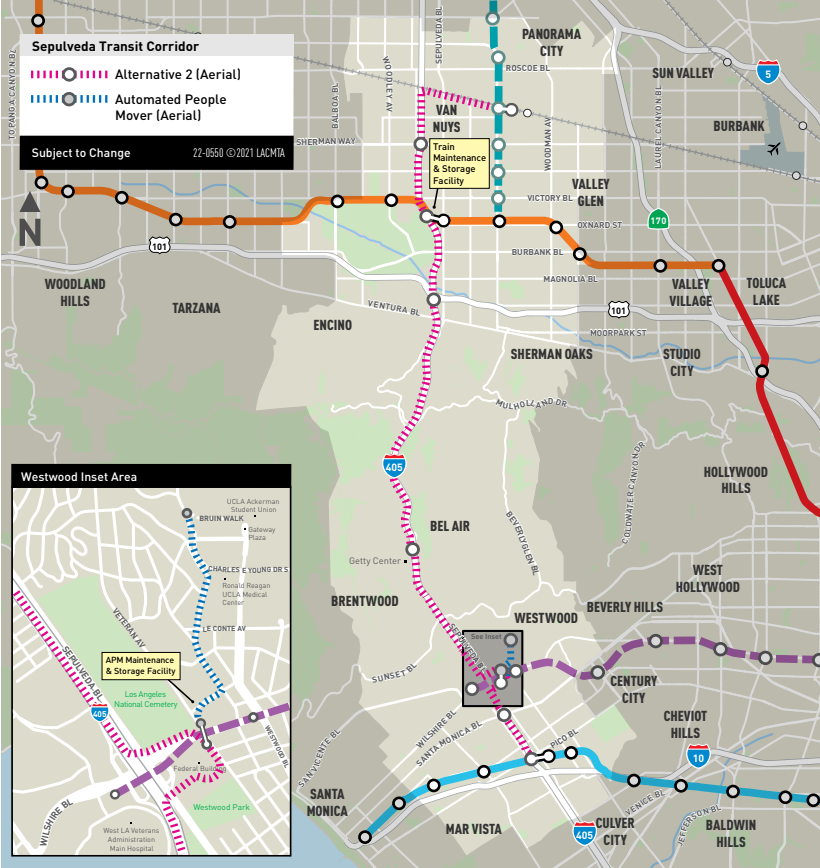 Sepulveda Transit Corridor
Alternative 2 (Aerial)
Automated People
Mover (Aerial)
Subject to Change
22-0550 ©2021 LACMTA
N
TOPANGA CANYON BL
BALBOA BL
WOODLEY AV
SEPULVEDA BL
SHERMAN WAY
PANORAMA
CITY
ROSCOE BL
VAN
NUYS
WOODMAN AV
LAUREL CANYON BL
SUN VALLEY
5
BURBANK
Train
Maintenance
& Storage
Facility
VICTORY BL
VALLEY
GLEN
OXNARD ST
170
BURBANK BL
MAGNOLIA BL
VALLEY
VILLAGE
TOLUCA
LAKE
101
WOODLAND
HILLS
TARZANA
ENCINO
VENTURA BL
101
MOORPARK ST
SHERMAN OAKS
STUDIO
CITY
MULHOLLAND DR
COLDWATER CANYON DR
HOLLYWOOD
HILLS
405
BEL AIR
BEVERLY GLEN BL
Getty Center
BRENTWOOD
WEST
HOLLYWOOD
BEVERLY HILLS
WESTWOOD
See Inset
SEPULVEDA BL
SUNSET BL
CENTURY
CITY
WILSHIRE BL
SANTA MONICA BL
PICO BL
CHEVIOT
HILLS
10
SAN VICENTE BL
SANTA
MONICA
MAR VISTA
405
CULVER
CITY
VENICE BL
JEFFERSON BL
BALDWIN
HILLS
Westwood Inset Area
UCLA Ackerman
Student Union
BRUIN WALK
Gateway
Plaza
CHARLES E YOUNG DR S
Ronald Reagan
UCLA Medical
Center
LE CONTE AV
VETERAN AV
APM Maintenance
& Storage Facility
SEPULVEDA BL
Los Angeles
National Cemetery
405
WESTWOOD BL
Federal Building
Westwood Park
WILSHIRE BL
West LA Veterans
Administration
Main Hospital